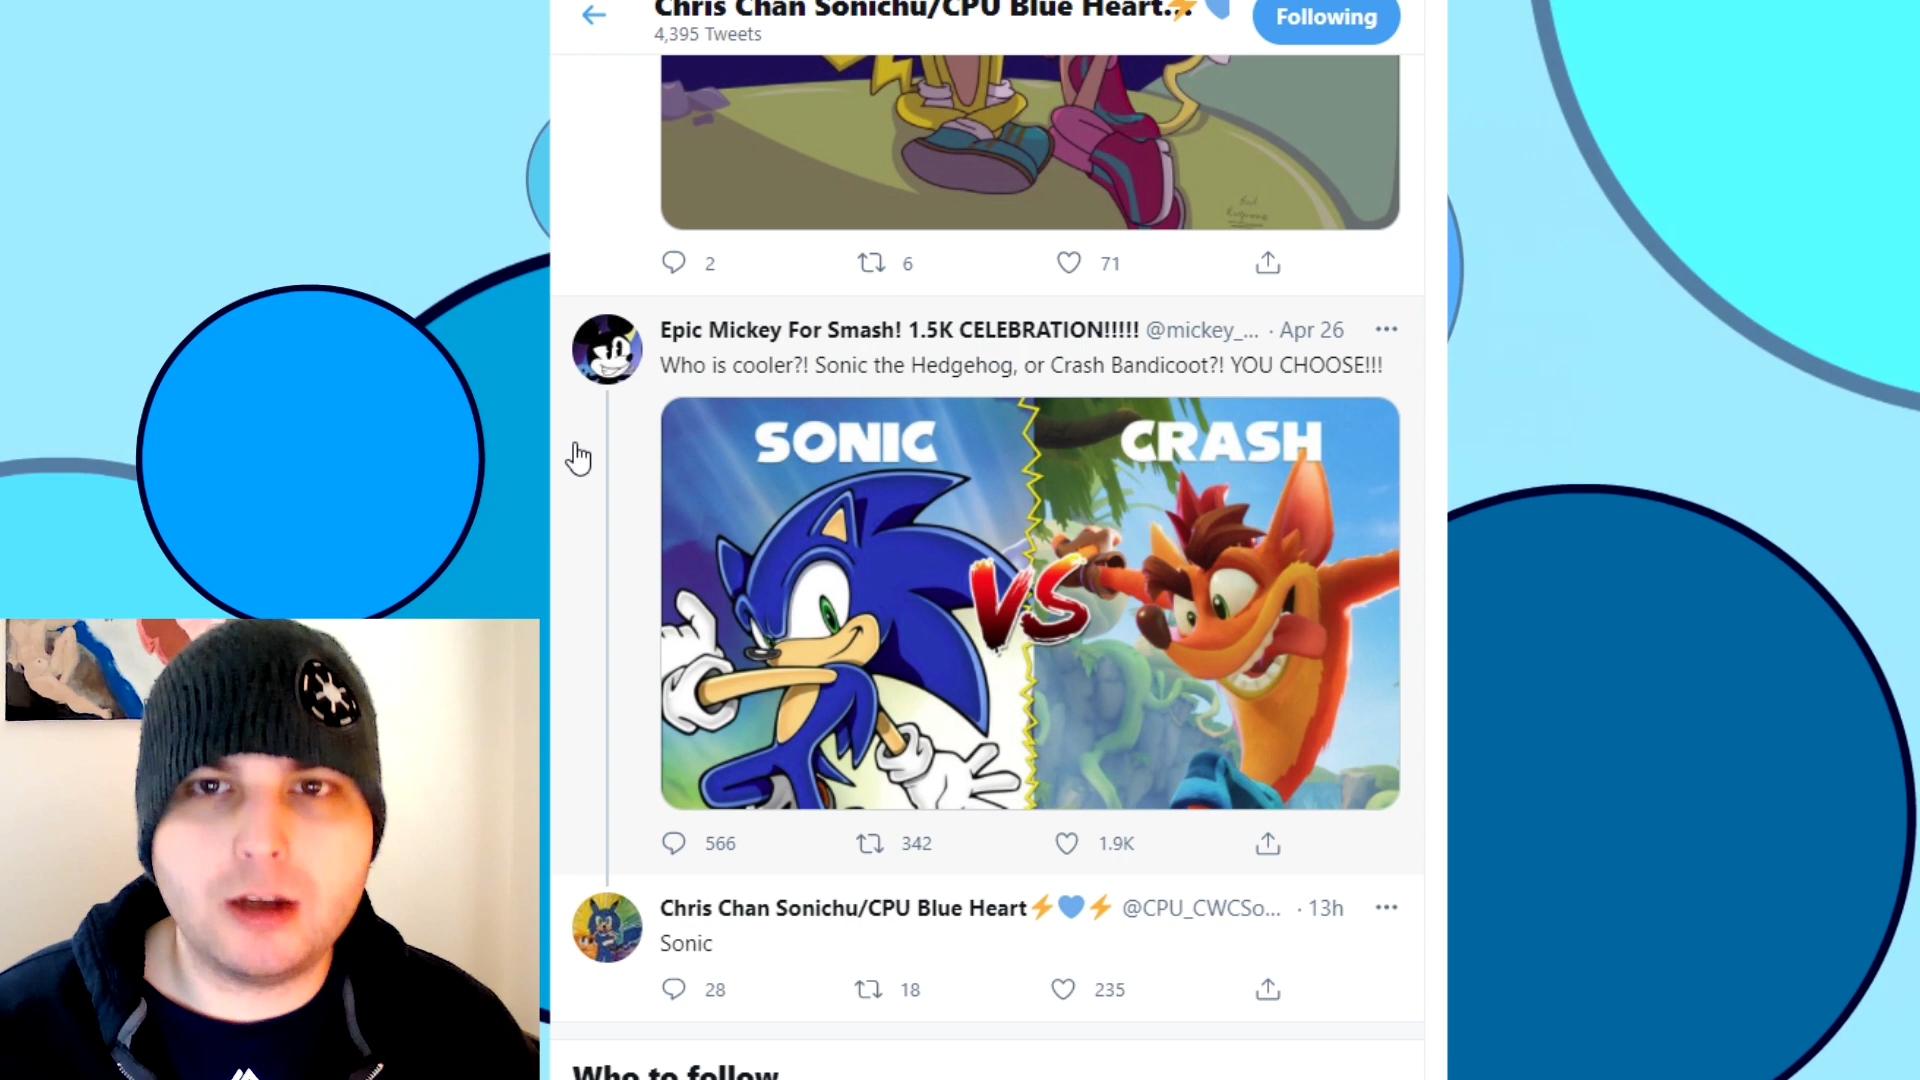 Chris Chan Sonichu/CPU Blue Heart...⚡💙
4,395 Tweets
Following
2 6 71
Epic Mickey For Smash! 1.5K CELEBRATION!!!!! @mickey_... · Apr 26
Who is cooler?! Sonic the Hedgehog, or Crash Bandicoot?! YOU CHOOSE!!!
SONIC CRASH
VS
566 342 1.9K
Chris Chan Sonichu/CPU Blue Heart⚡💙⚡ @CPU_CWCSo... · 13h
Sonic
28 18 235
Who to follow